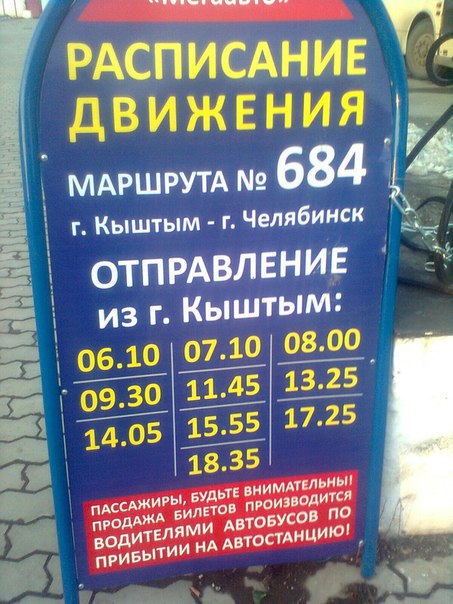 «Мегаавто»
РАСПИСАНИЕ
ДВИЖЕНИЯ
МАРШРУТА № 684
г. Кыштым - г. Челябинск
ОТПРАВЛЕНИЕ
из г. Кыштым:
06.10 07.10 08.00
09.30 11.45 13.25
14.05 15.55 17.25
18.35
ПАССАЖИРЫ, БУДЬТЕ ВНИМАТЕЛЬНЫ!
ПРОДАЖА БИЛЕТОВ ПРОИЗВОДИТСЯ
ВОДИТЕЛЯМИ АВТОБУСОВ ПО
ПРИБЫТИИ НА АВТОСТАНЦИЮ!